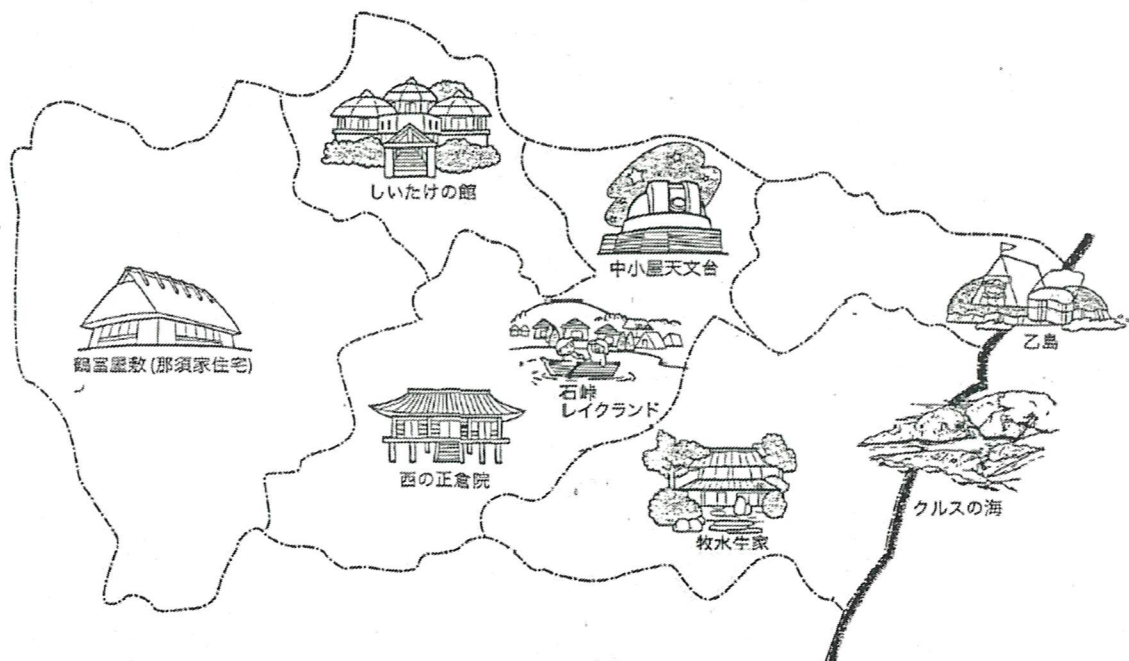 しいたけの館
中小屋天文台
乙島
鶴富屋敷(那須家住宅)
石峠
レイクランド
西の正倉院
クルスの海
牧水生家